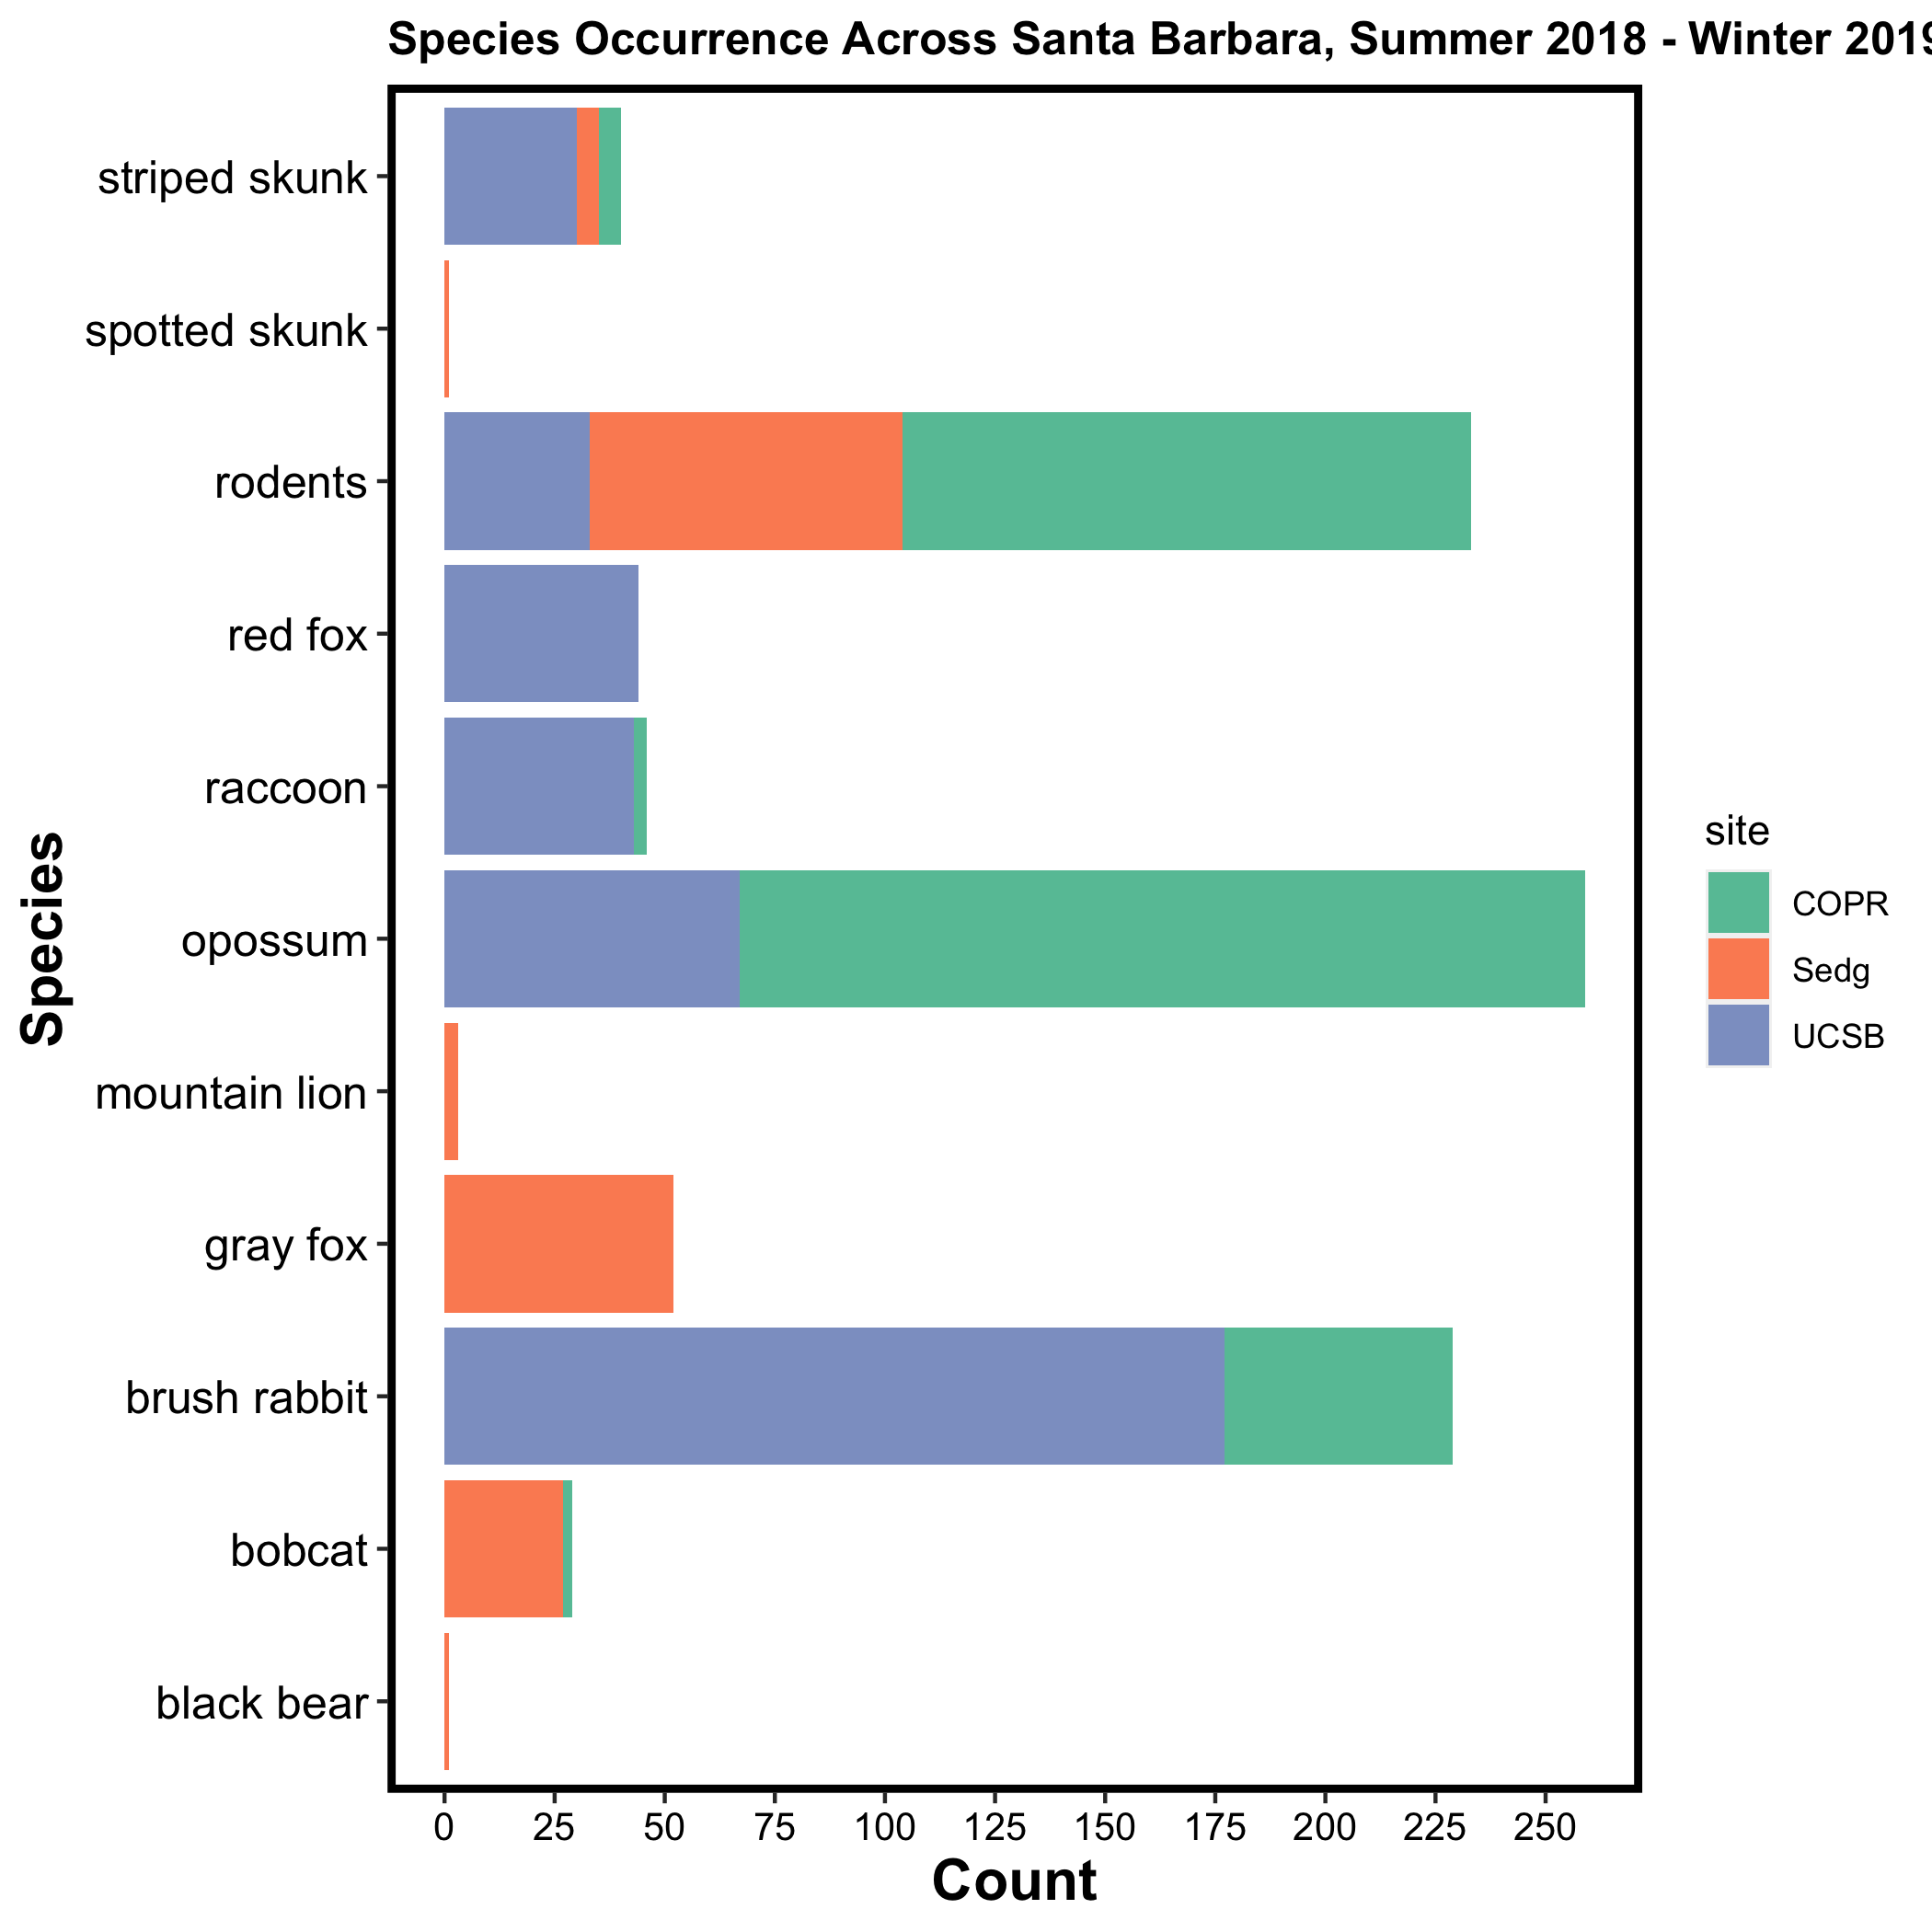 Species Occurrence Across Santa Barbara, Summer 2018 - Winter 2019
striped skunk
spotted skunk
rodents
red fox
raccoon
opossum
mountain lion
gray fox
brush rabbit
bobcat
black bear
Species
0 25 50 75 100 125 150 175 200 225 250
Count
site
COPR
Sedg
UCSB